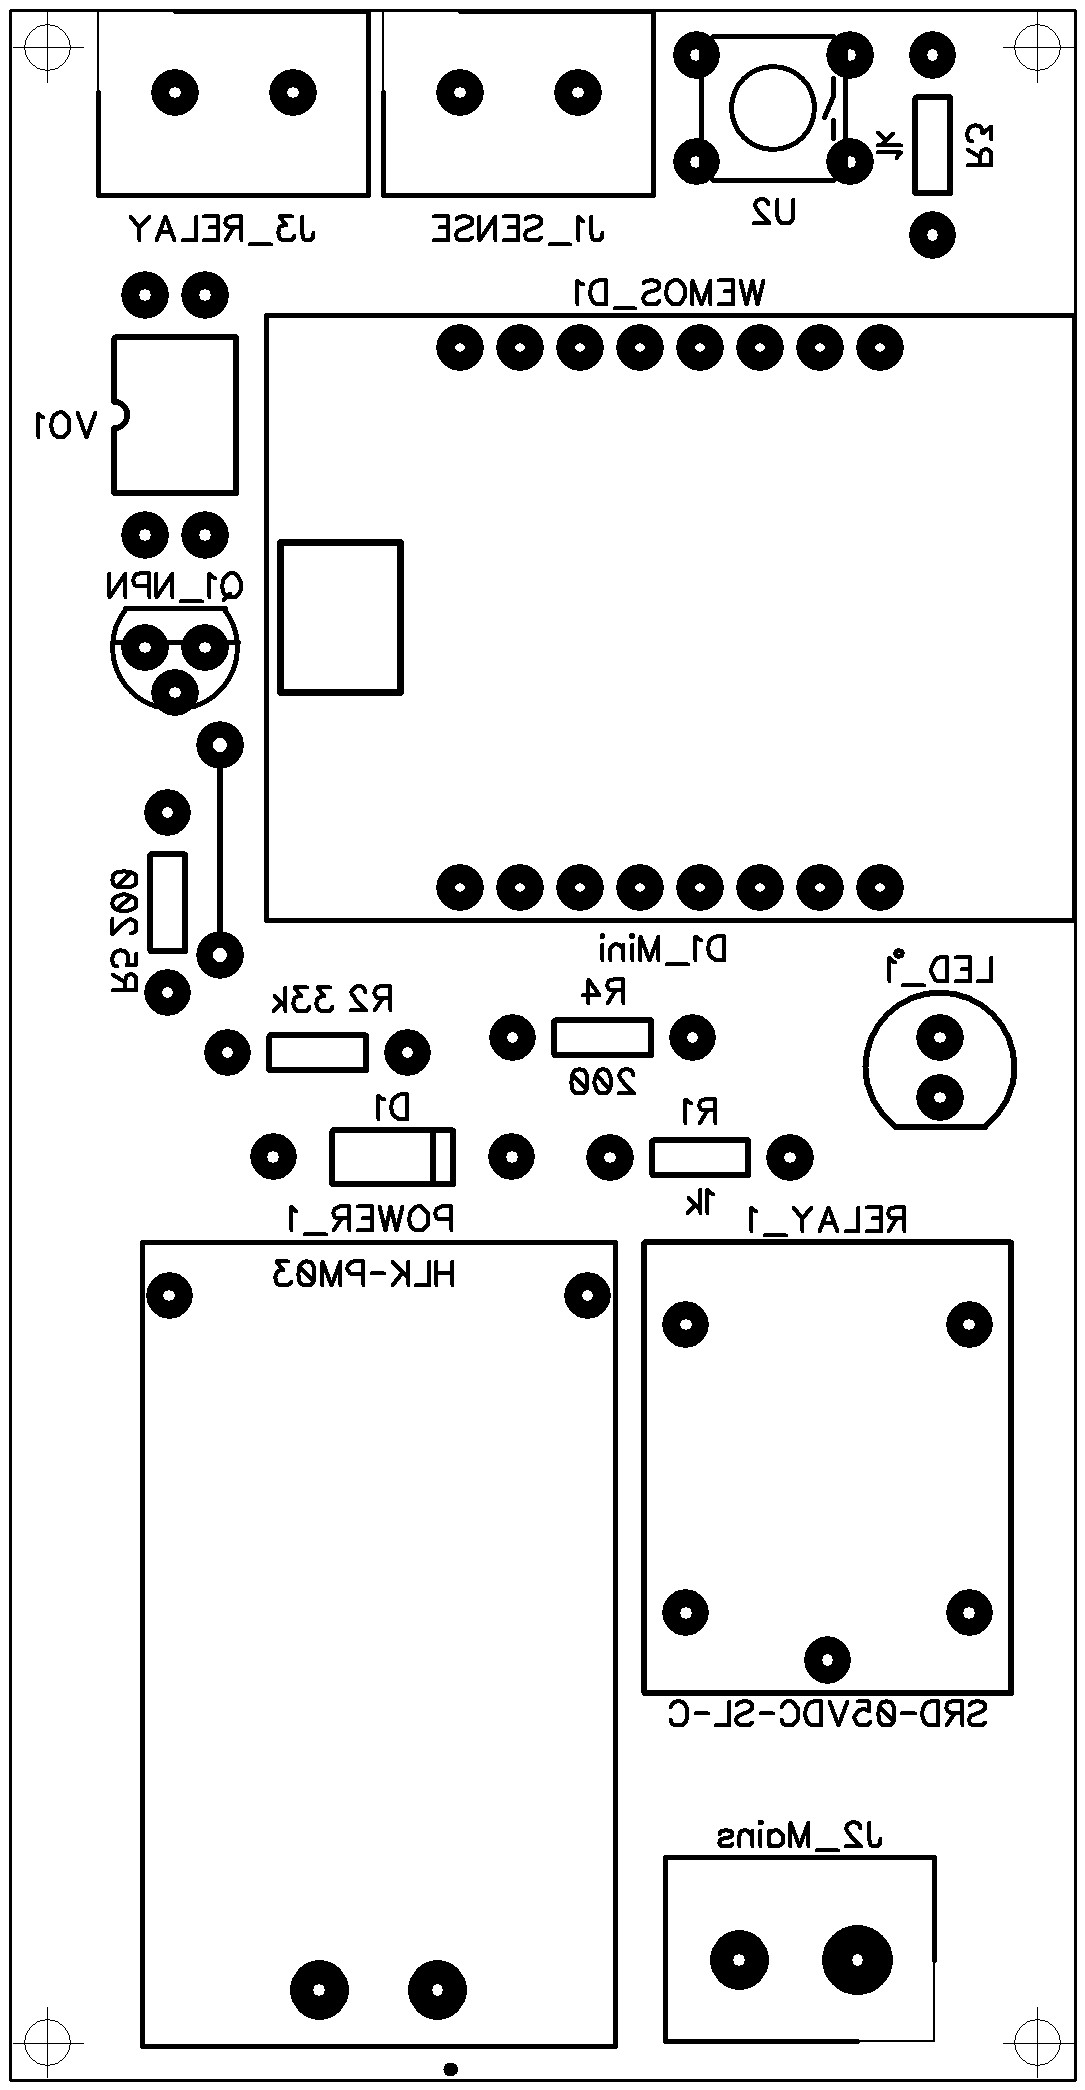 J3_RELAY
J1_SENSE
U2
1k
R3
WEMOS_D1
VO1
Q1_NPN
R5 200
D1_Mini
LED_1
R2 33k
R4
200
D1
R1
1k
POWER_1
HLK-PM03
RELAY_1
SRD-05VDC-SL-C
J2_Mains